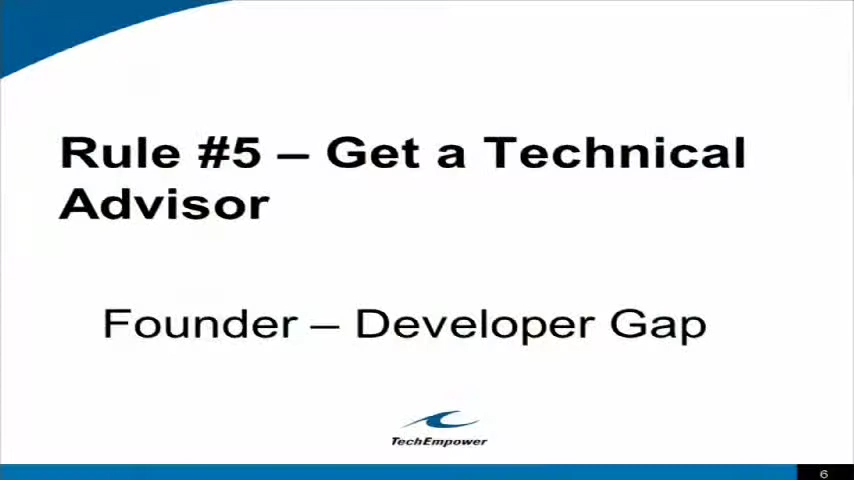 Rule #5 – Get a Technical
Advisor
Founder – Developer Gap
TechEmpower
6